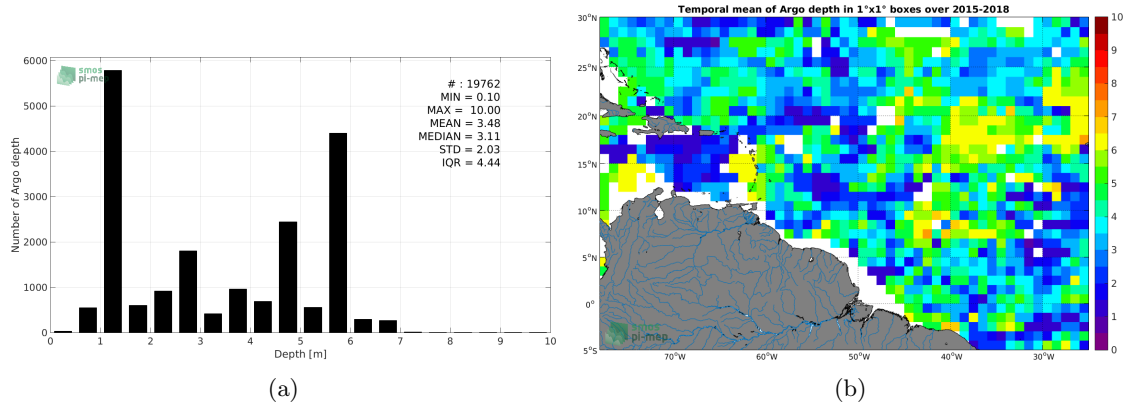 smos
pi-mep
# : 19762
MIN = 0.10
MAX = 10.00
MEAN = 3.48
MEDIAN = 3.11
STD = 2.03
IQR = 4.44
Number of Argo depth
6000
5000
4000
3000
2000
1000
0
0 1 2 3 4 5 6 7 8 9 10
Depth [m]
(a)
Temporal mean of Argo depth in 1°x1° boxes over 2015-2018
30°N
25°N
20°N
15°N
10°N
5°N
0°
5°S
70°W 60°W 50°W 40°W 30°W
smos
pi-mep
10
9
8
7
6
5
4
3
2
1
0
(b)